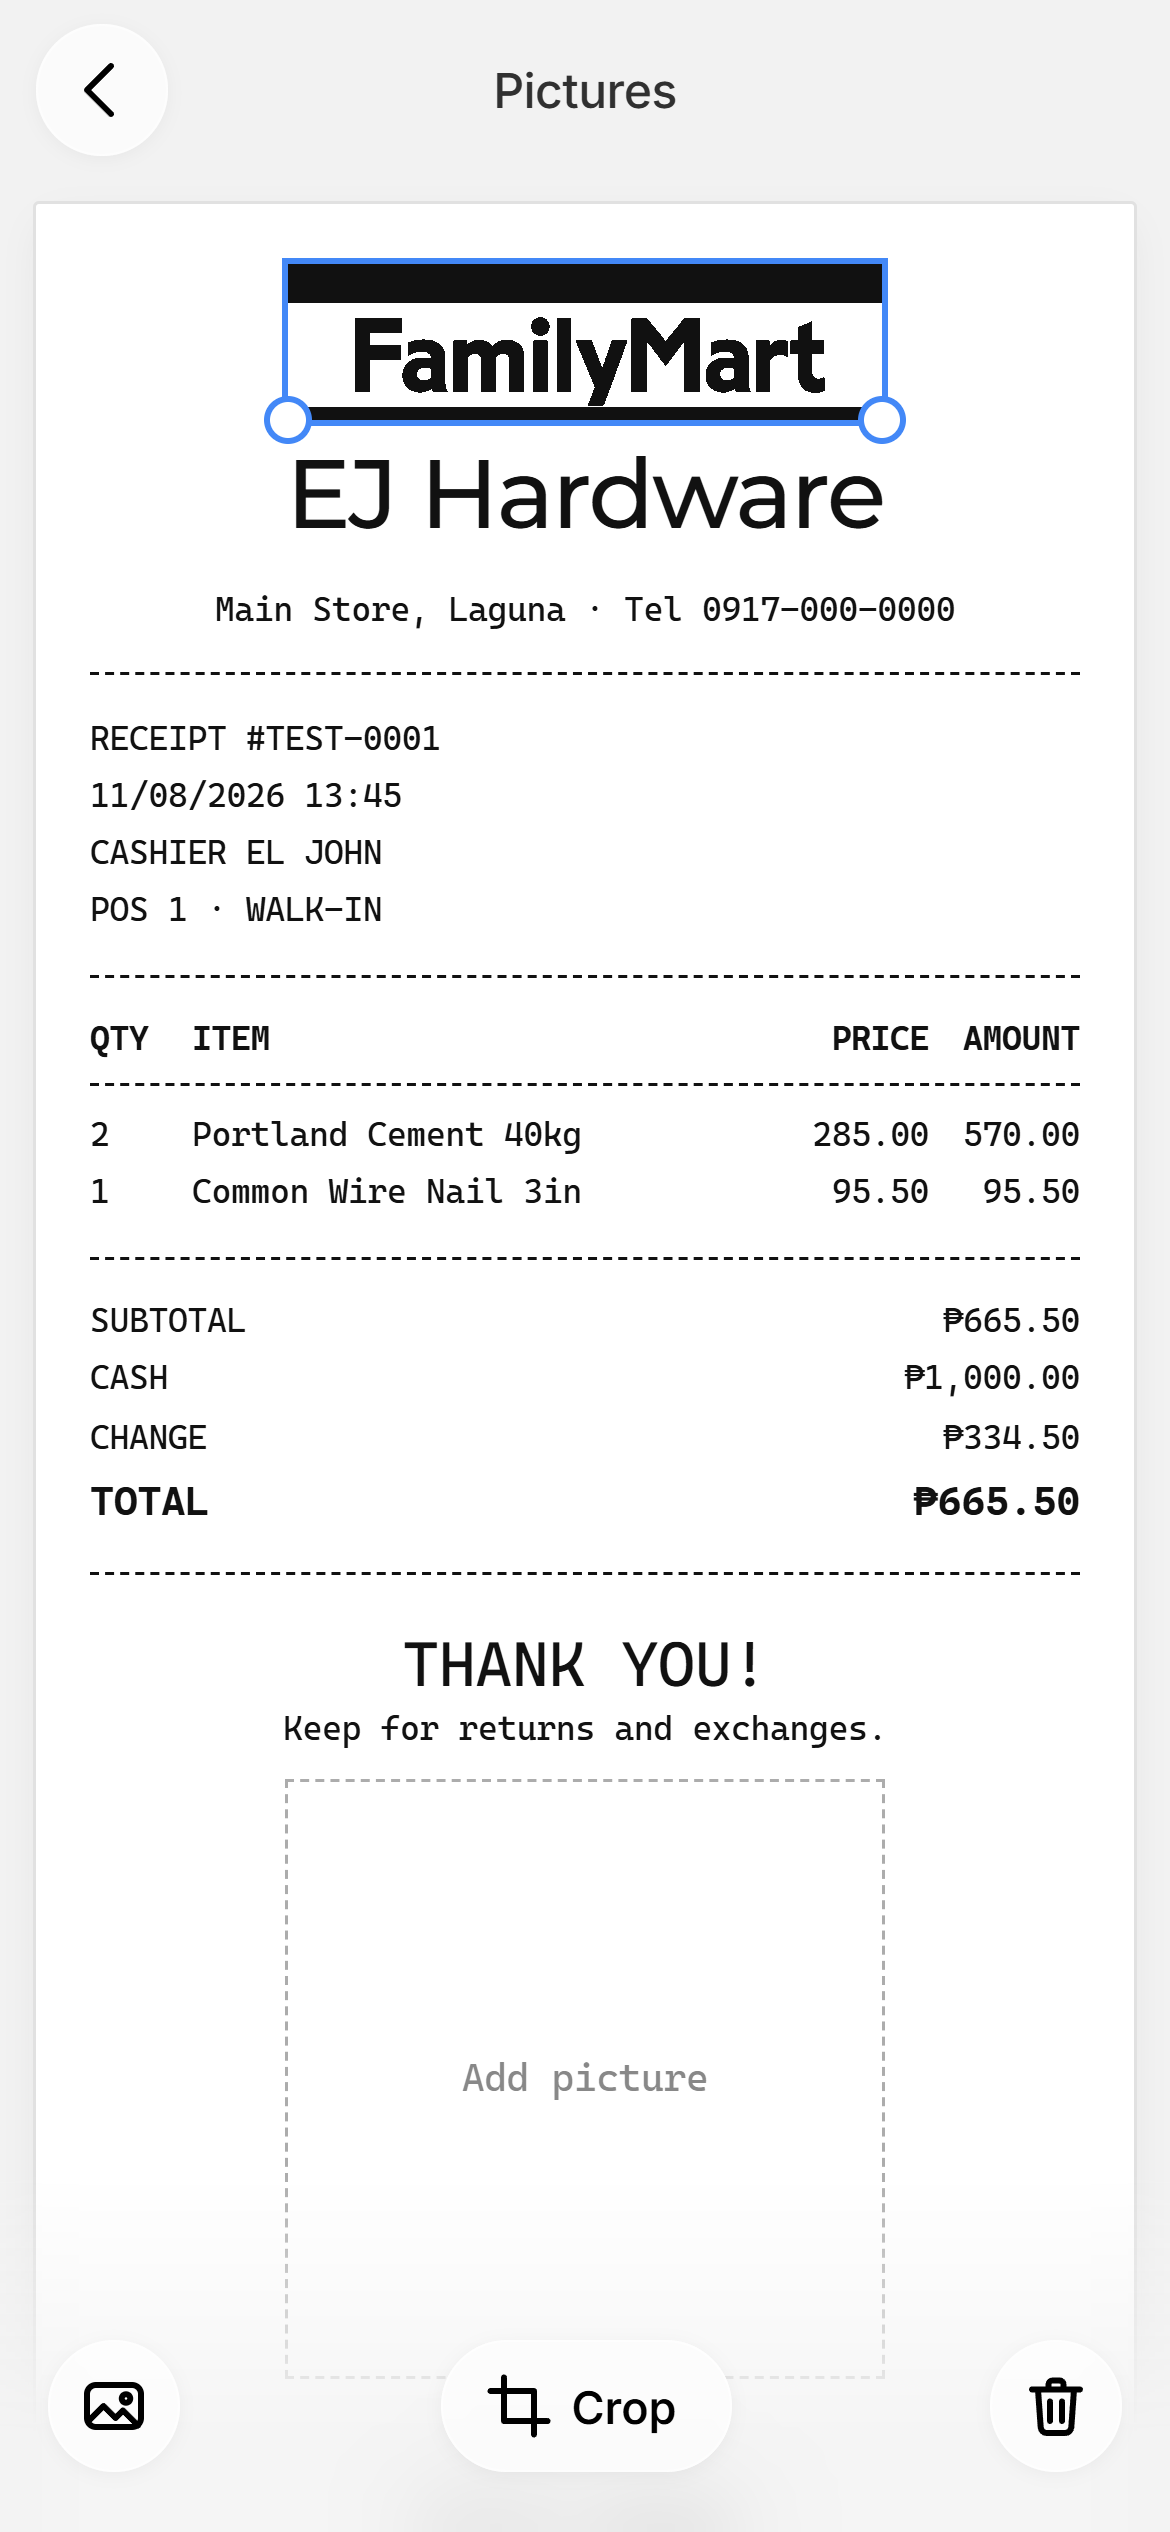 Pictures
FamilyMart
EJ Hardware
Main Store, Laguna · Tel 0917-000-0000
RECEIPT #TEST-0001
11/08/2026 13:45
CASHIER EL JOHN
POS 1 · WALK-IN
QTY ITEM PRICE AMOUNT
2 Portland Cement 40kg 285.00 570.00
1 Common Wire Nail 3in 95.50 95.50
SUBTOTAL ₱665.50
CASH ₱1,000.00
CHANGE ₱334.50
TOTAL ₱665.50
THANK YOU!
Keep for returns and exchanges.
Add picture
Crop